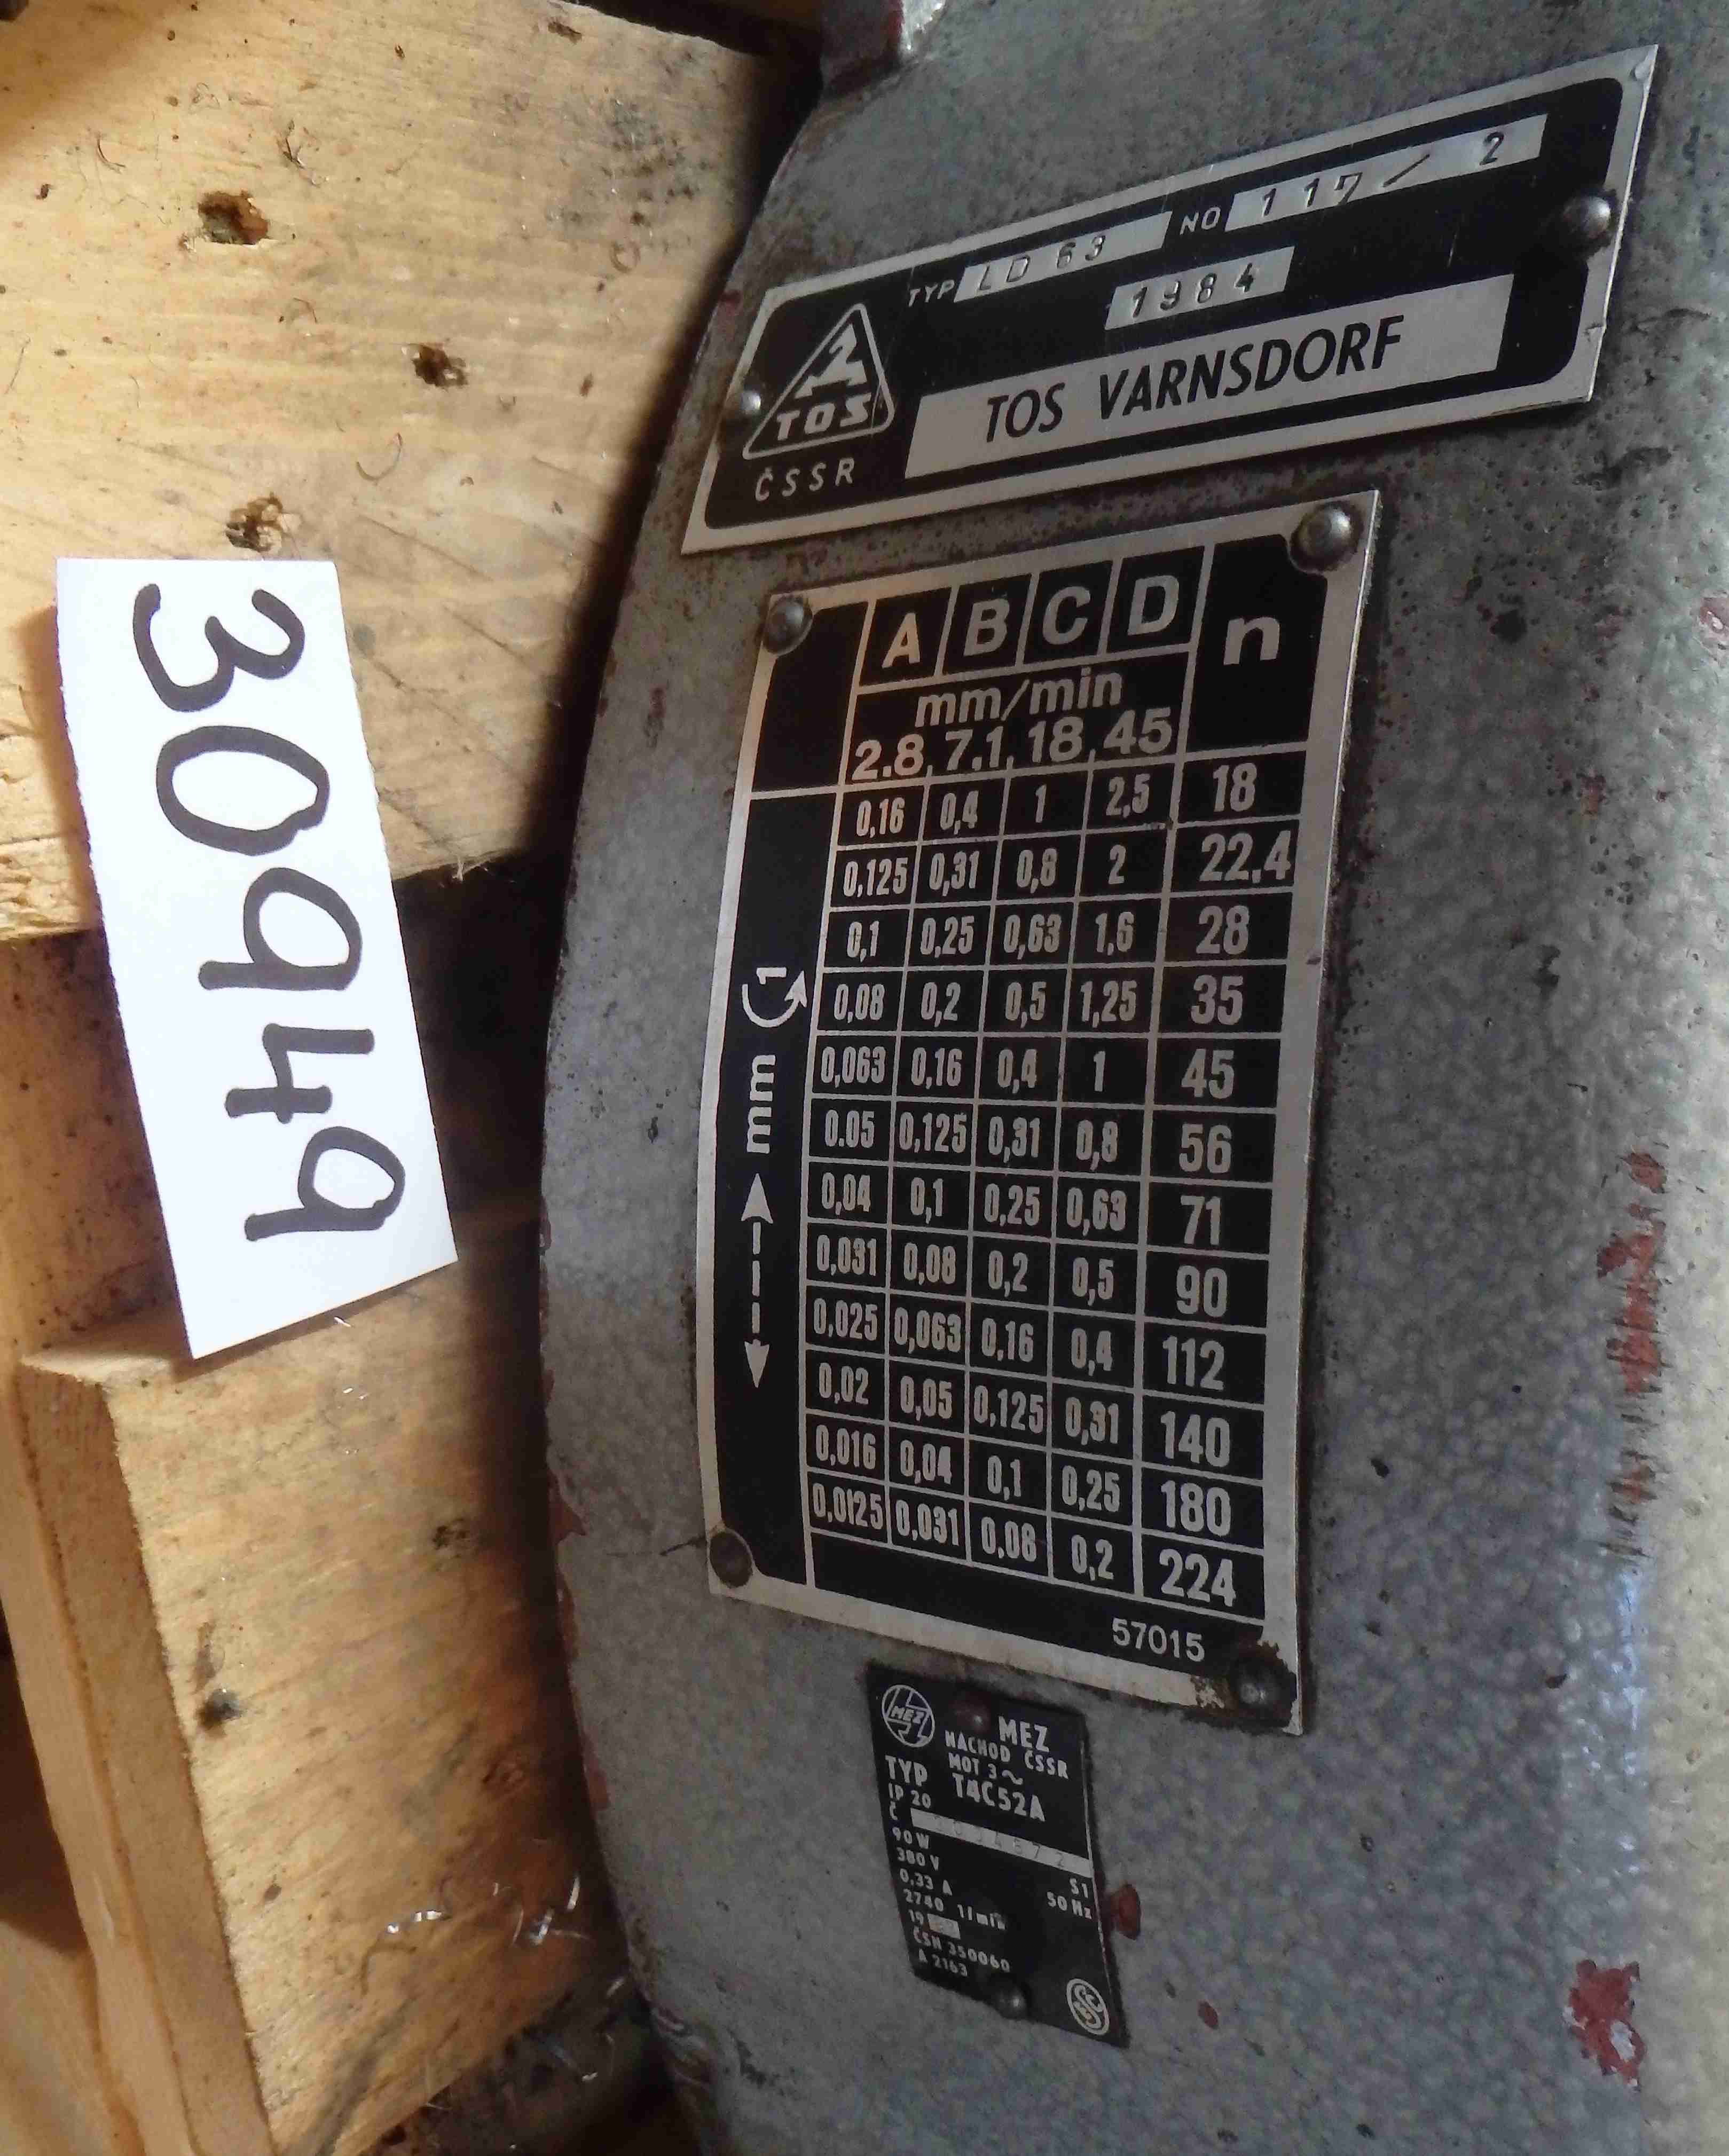 30949
TYP LD 63 NO 117 / 2
1984
TOS
ČSSR
TOS VARNSDORF
A B C D n
mm/min
2.8, 7.1, 18, 45
0,16 0,4 1 2,5 18
0,125 0,31 0,8 2 22,4
0,1 0,25 0,63 1,6 28
0,08 0,2 0,5 1,25 35
0,063 0,16 0,4 1 45
0.05 0,125 0,31 0,8 56
0,04 0,1 0,25 0,63 71
0,031 0,08 0,2 0,5 90
0,025 0,063 0,16 0,4 112
0,02 0,05 0,125 0,31 140
0,016 0,04 0,1 0,25 180
0,0125 0,031 0,08 0,2 224
mm 1
57015
MEZ
MEZ
NACHOD ČSSR
MOT 3~
TYP T4C52A
IP 20
Č
90 W
380 V S1
0,33 A 50 Hz
2740 1/min
19
ČSN 350060
A 2163